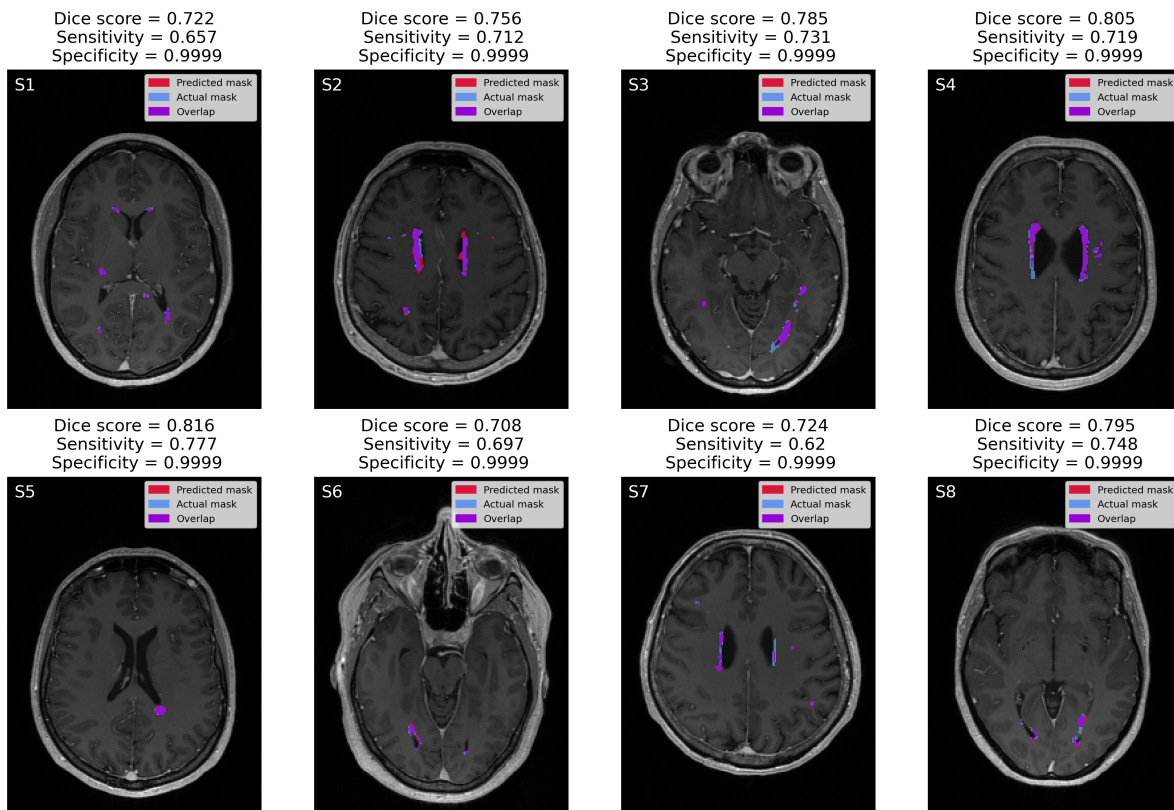 Dice score = 0.722
Sensitivity = 0.657
Specificity = 0.9999
S1
Predicted mask
Actual mask
Overlap
Dice score = 0.756
Sensitivity = 0.712
Specificity = 0.9999
S2
Predicted mask
Actual mask
Overlap
Dice score = 0.785
Sensitivity = 0.731
Specificity = 0.9999
S3
Predicted mask
Actual mask
Overlap
Dice score = 0.805
Sensitivity = 0.719
Specificity = 0.9999
S4
Predicted mask
Actual mask
Overlap
Dice score = 0.816
Sensitivity = 0.777
Specificity = 0.9999
S5
Predicted mask
Actual mask
Overlap
Dice score = 0.708
Sensitivity = 0.697
Specificity = 0.9999
S6
Predicted mask
Actual mask
Overlap
Dice score = 0.724
Sensitivity = 0.62
Specificity = 0.9999
S7
Predicted mask
Actual mask
Overlap
Dice score = 0.795
Sensitivity = 0.748
Specificity = 0.9999
S8
Predicted mask
Actual mask
Overlap